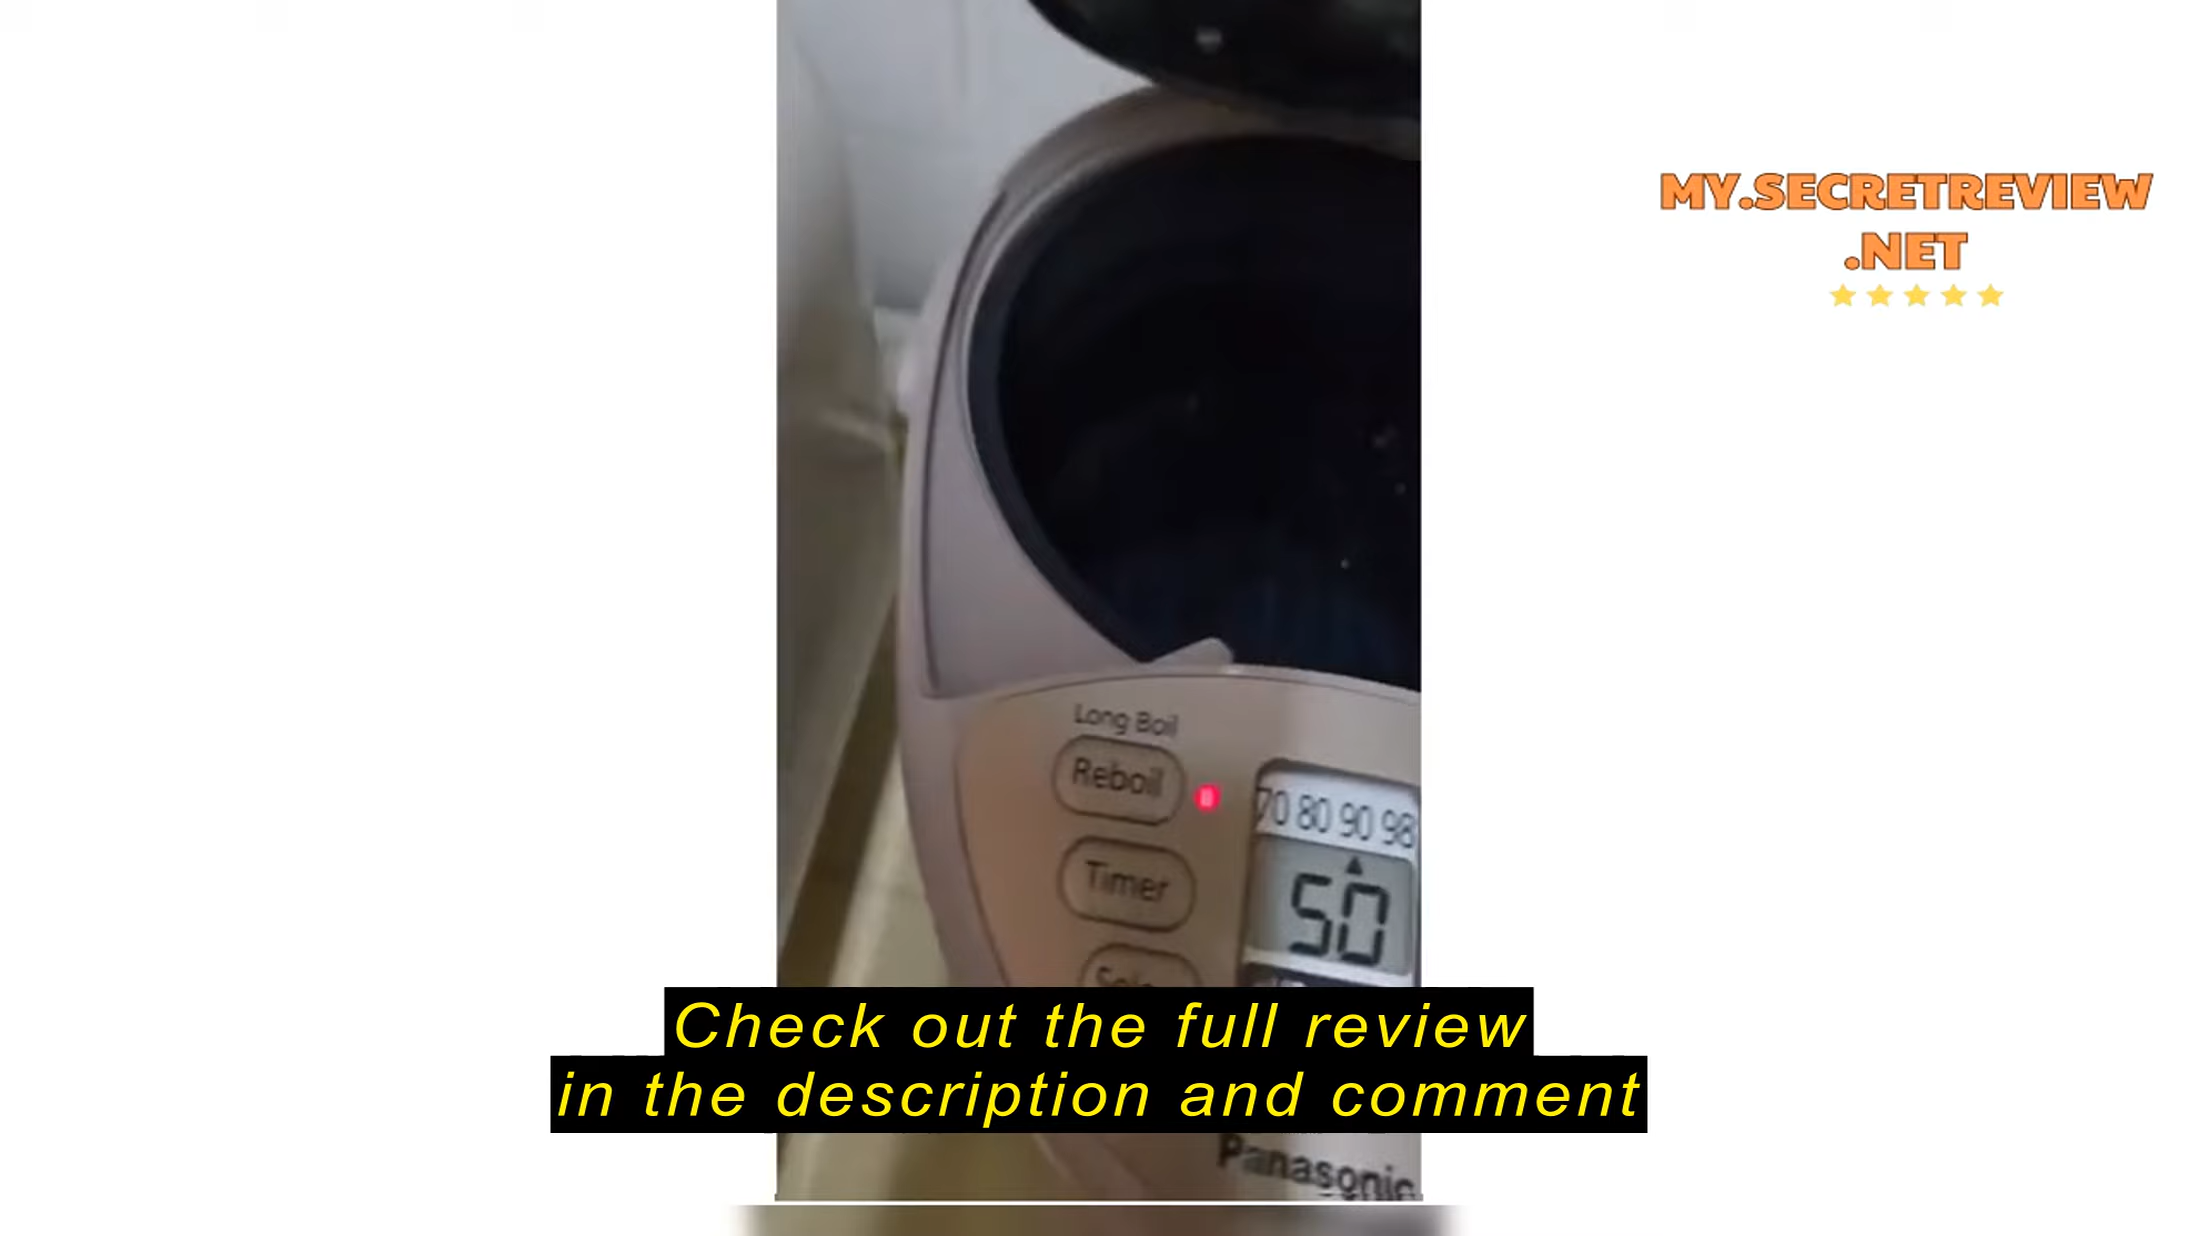 MY.SECRETREVIEW
.NET
Long Boil
Reboil
70 80 90 98
Timer
50
Check out the full review
in the description and comment
Panasonic